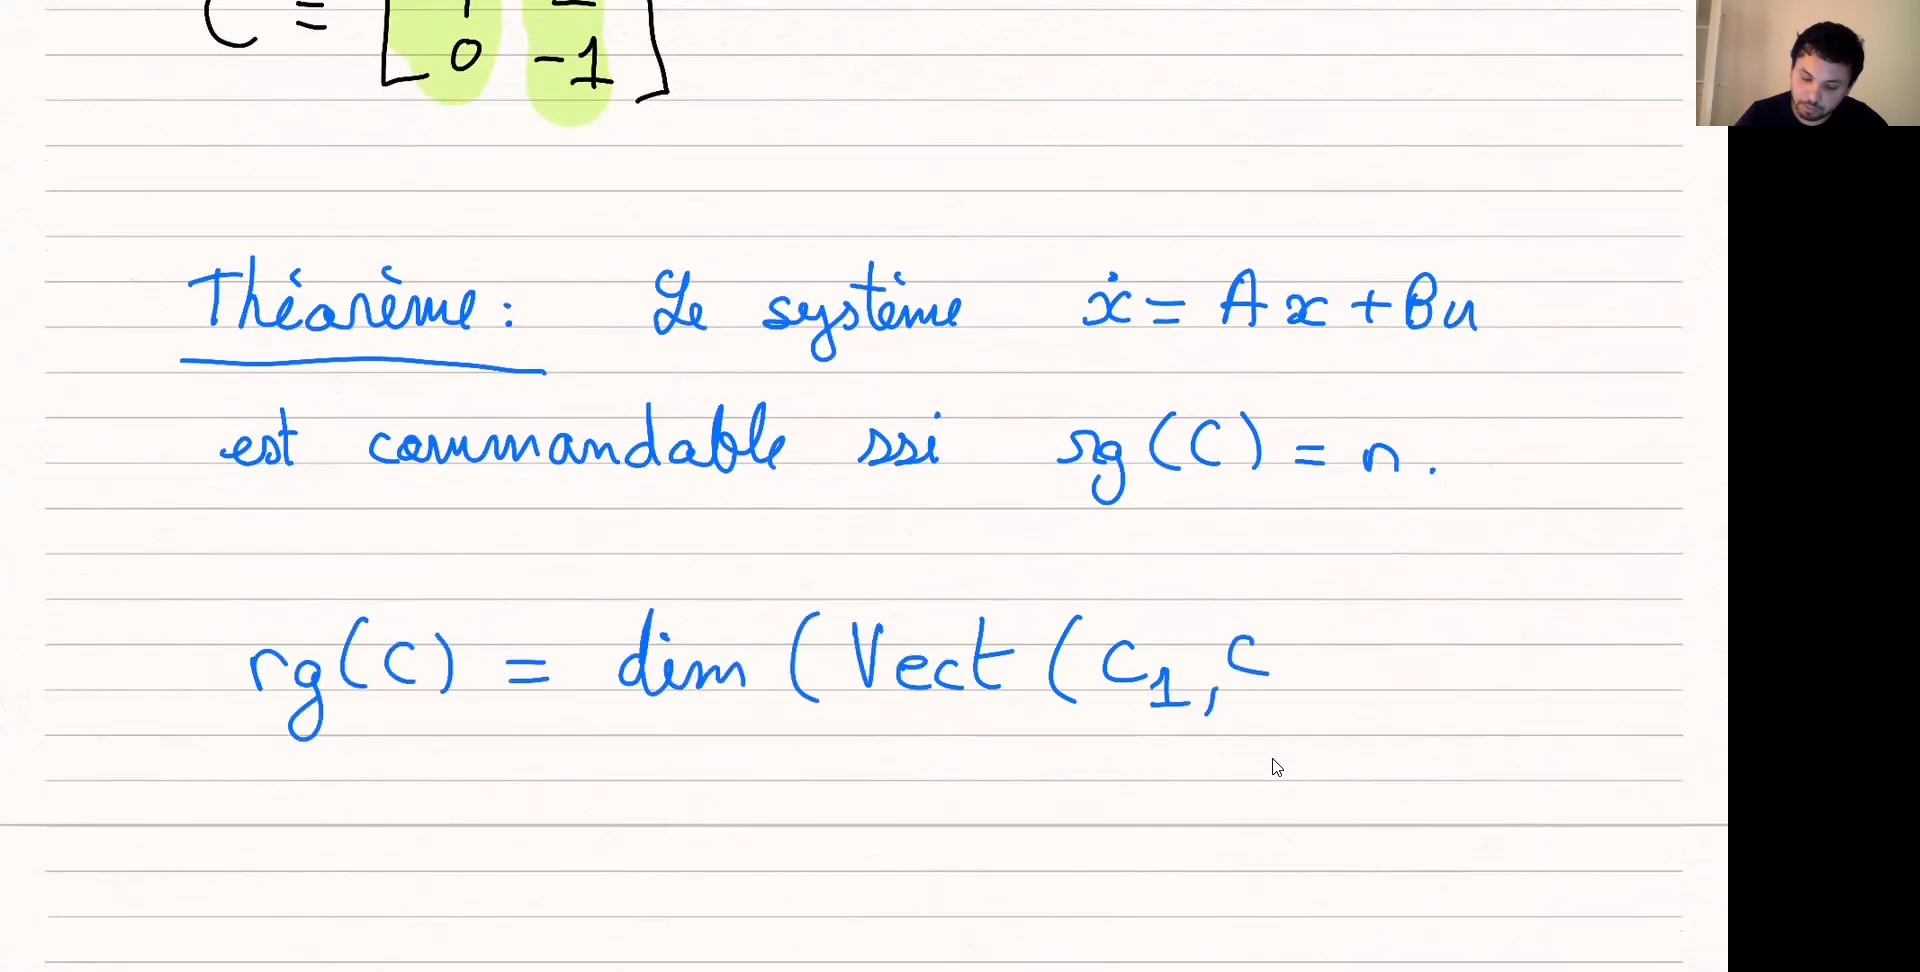 C =
0 -1
Théorème : Le système ẋ = Ax + Bu
est commandable ssi rg(C) = n.
rg(C) = dim (Vect (C₁, C